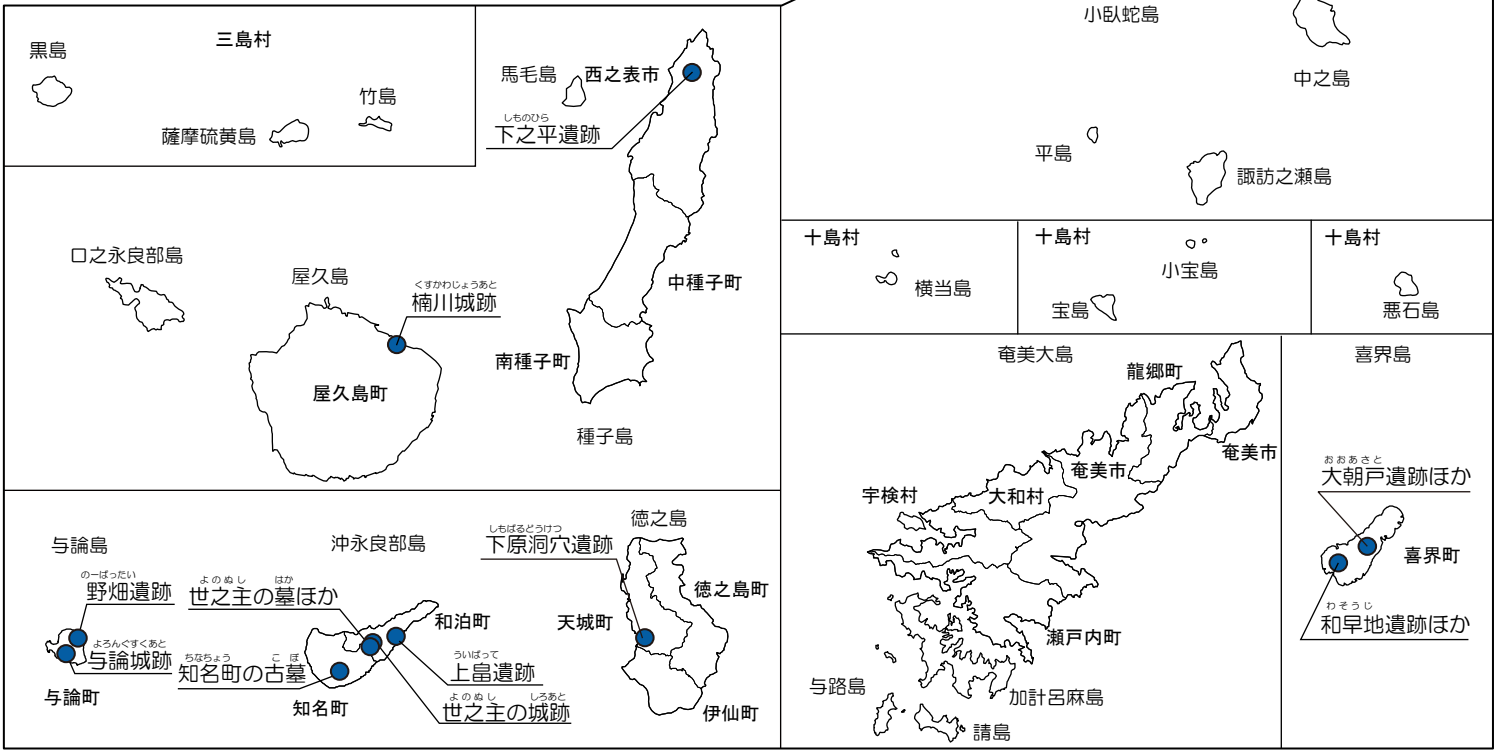 三島村
黒島
竹島
薩摩硫黄島
馬毛島
西之表市
しものひら
下之平遺跡
口之永良部島
屋久島
くすかわじょうあと
楠川城跡
屋久島町
中種子町
南種子町
種子島
小臥蛇島
中之島
平島
諏訪之瀬島
十島村
横当島
十島村
小宝島
宝島
十島村
悪石島
奄美大島
龍郷町
奄美市
奄美市
大和村
宇検村
瀬戸内町
加計呂麻島
与路島
請島
喜界島
おおあさと
大朝戸遺跡ほか
喜界町
わそうじ
和早地遺跡ほか
与論島
のーばったい
野畑遺跡
よろんぐすくあと
与論城跡
与論町
沖永良部島
よのぬし はか
世之主の墓ほか
和泊町
ちなちょう こぼ
知名町の古墓
ういばって
上畠遺跡
よのぬし しろあと
世之主の城跡
知名町
徳之島
しもばるどうけつ
下原洞穴遺跡
徳之島町
天城町
伊仙町